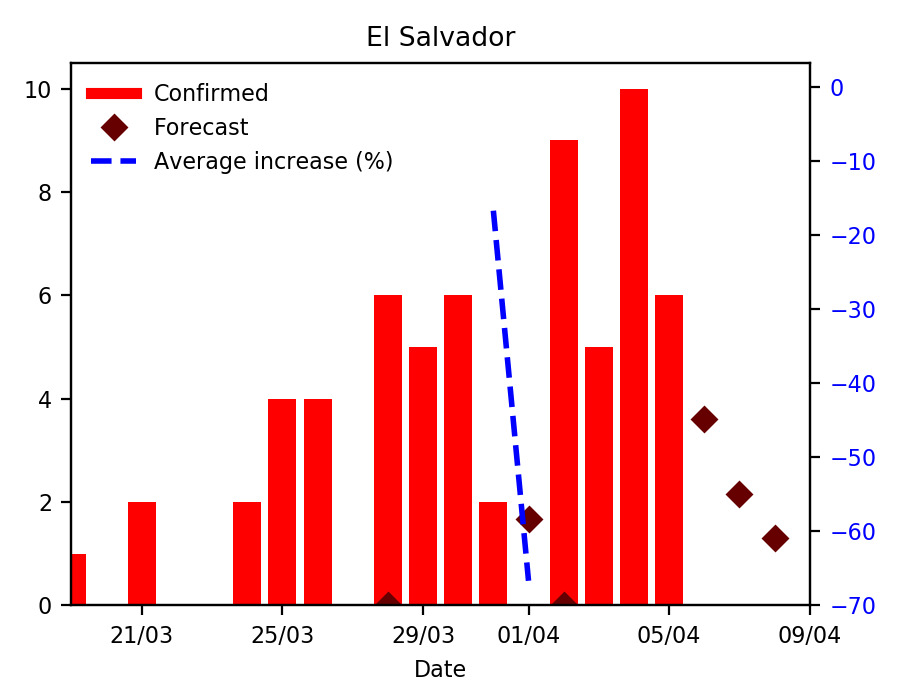 El Salvador
Confirmed
Forecast
Average increase (%)
10
8
6
4
2
0
0
−10
−20
−30
−40
−50
−60
−70
21/03 25/03 29/03 01/04 05/04 09/04
Date